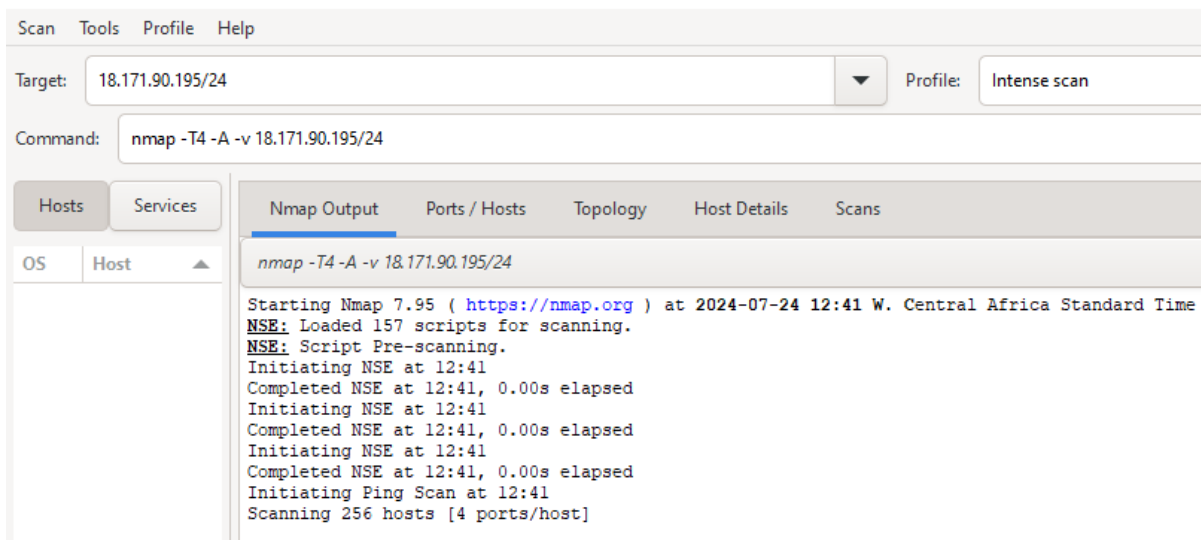 Scan Tools Profile Help
Target: 18.171.90.195/24 Profile: Intense scan
Command: nmap -T4 -A -v 18.171.90.195/24
Hosts Services
Nmap Output Ports / Hosts Topology Host Details Scans
OS Host
nmap -T4 -A -v 18.171.90.195/24
Starting Nmap 7.95 ( https://nmap.org ) at 2024-07-24 12:41 W. Central Africa Standard Time
NSE: Loaded 157 scripts for scanning.
NSE: Script Pre-scanning.
Initiating NSE at 12:41
Completed NSE at 12:41, 0.00s elapsed
Initiating NSE at 12:41
Completed NSE at 12:41, 0.00s elapsed
Initiating NSE at 12:41
Completed NSE at 12:41, 0.00s elapsed
Initiating Ping Scan at 12:41
Scanning 256 hosts [4 ports/host]